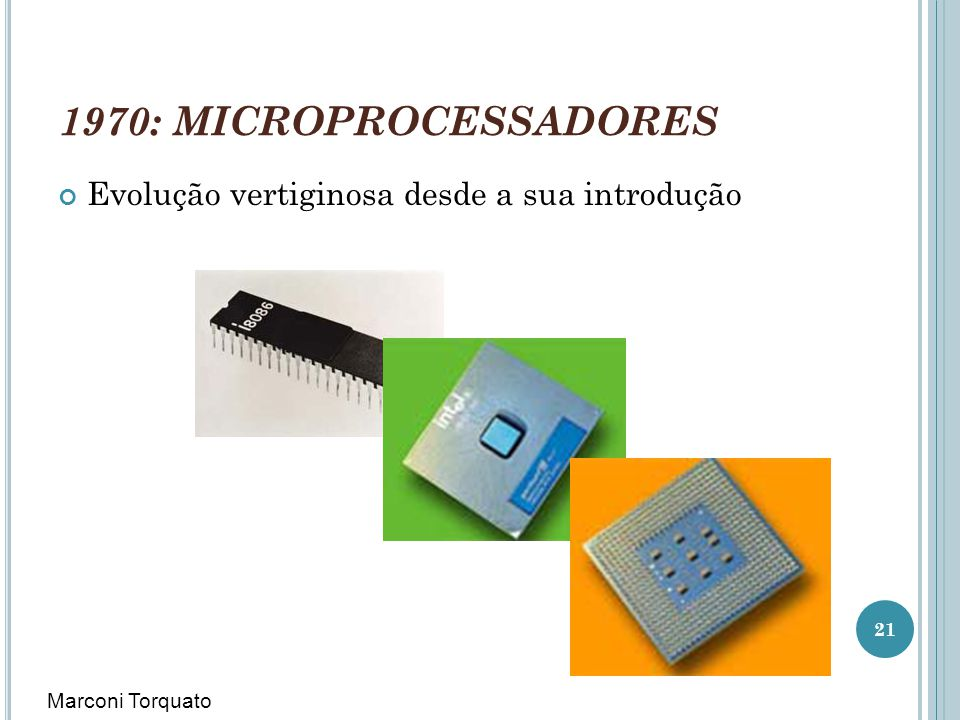 1970: MICROPROCESSADORES
Evolução vertiginosa desde a sua introdução
i8086
intel
21
Marconi Torquato